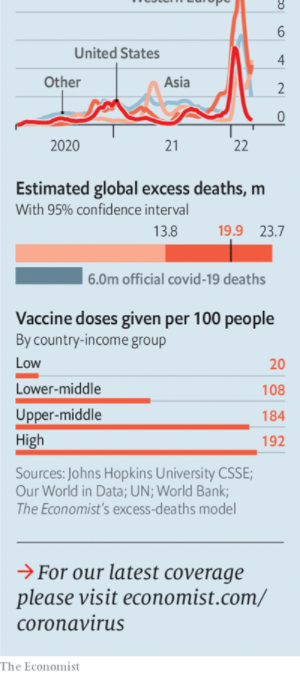 Western Europe
8
6
United States
4
Other
Asia
2
0
2020
21
22
Estimated global excess deaths, m
With 95% confidence interval
13.8 19.9 23.7
6.0m official covid-19 deaths
Vaccine doses given per 100 people
By country-income group
Low 20
Lower-middle 108
Upper-middle 184
High 192
Sources: Johns Hopkins University CSSE;
Our World in Data; UN; World Bank;
The Economist's excess-deaths model
→ For our latest coverage
please visit economist.com/
coronavirus
The Economist